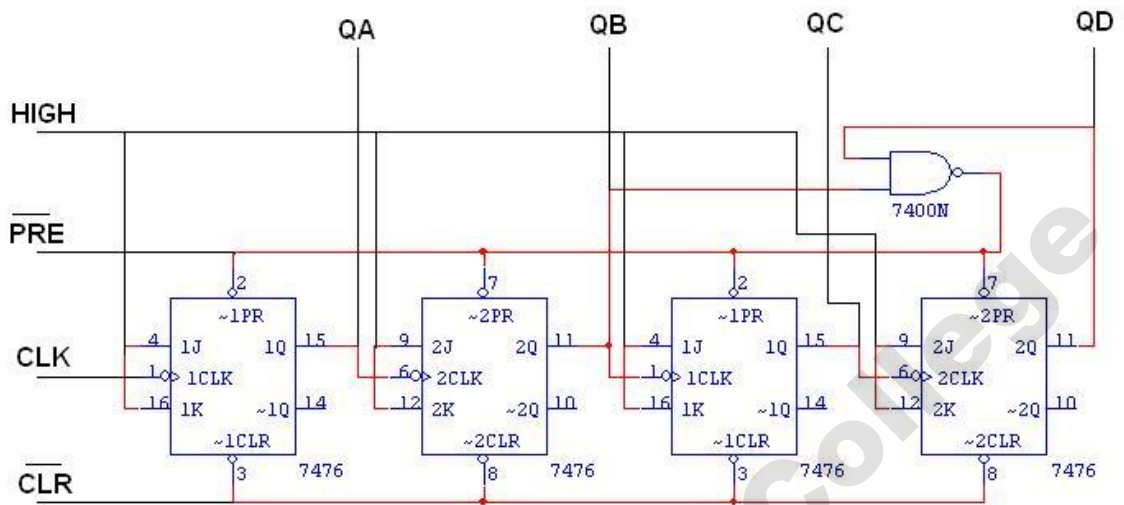 QA QB QC QD
HIGH
7400N
PRE
2 7 2 7
~1PR ~2PR ~1PR ~2PR
4 1J 1Q 15 9 2J 2Q 11 4 1J 1Q 15 9 2J 2Q 11
CLK 1 1CLK 6 2CLK 1 1CLK 6 2CLK
16 1K ~1Q 14 12 2K ~2Q 10 16 1K ~1Q 14 12 2K ~2Q 10
~1CLR ~2CLR ~1CLR ~2CLR
CLR 3 7476 8 7476 3 7476 8 7476
College